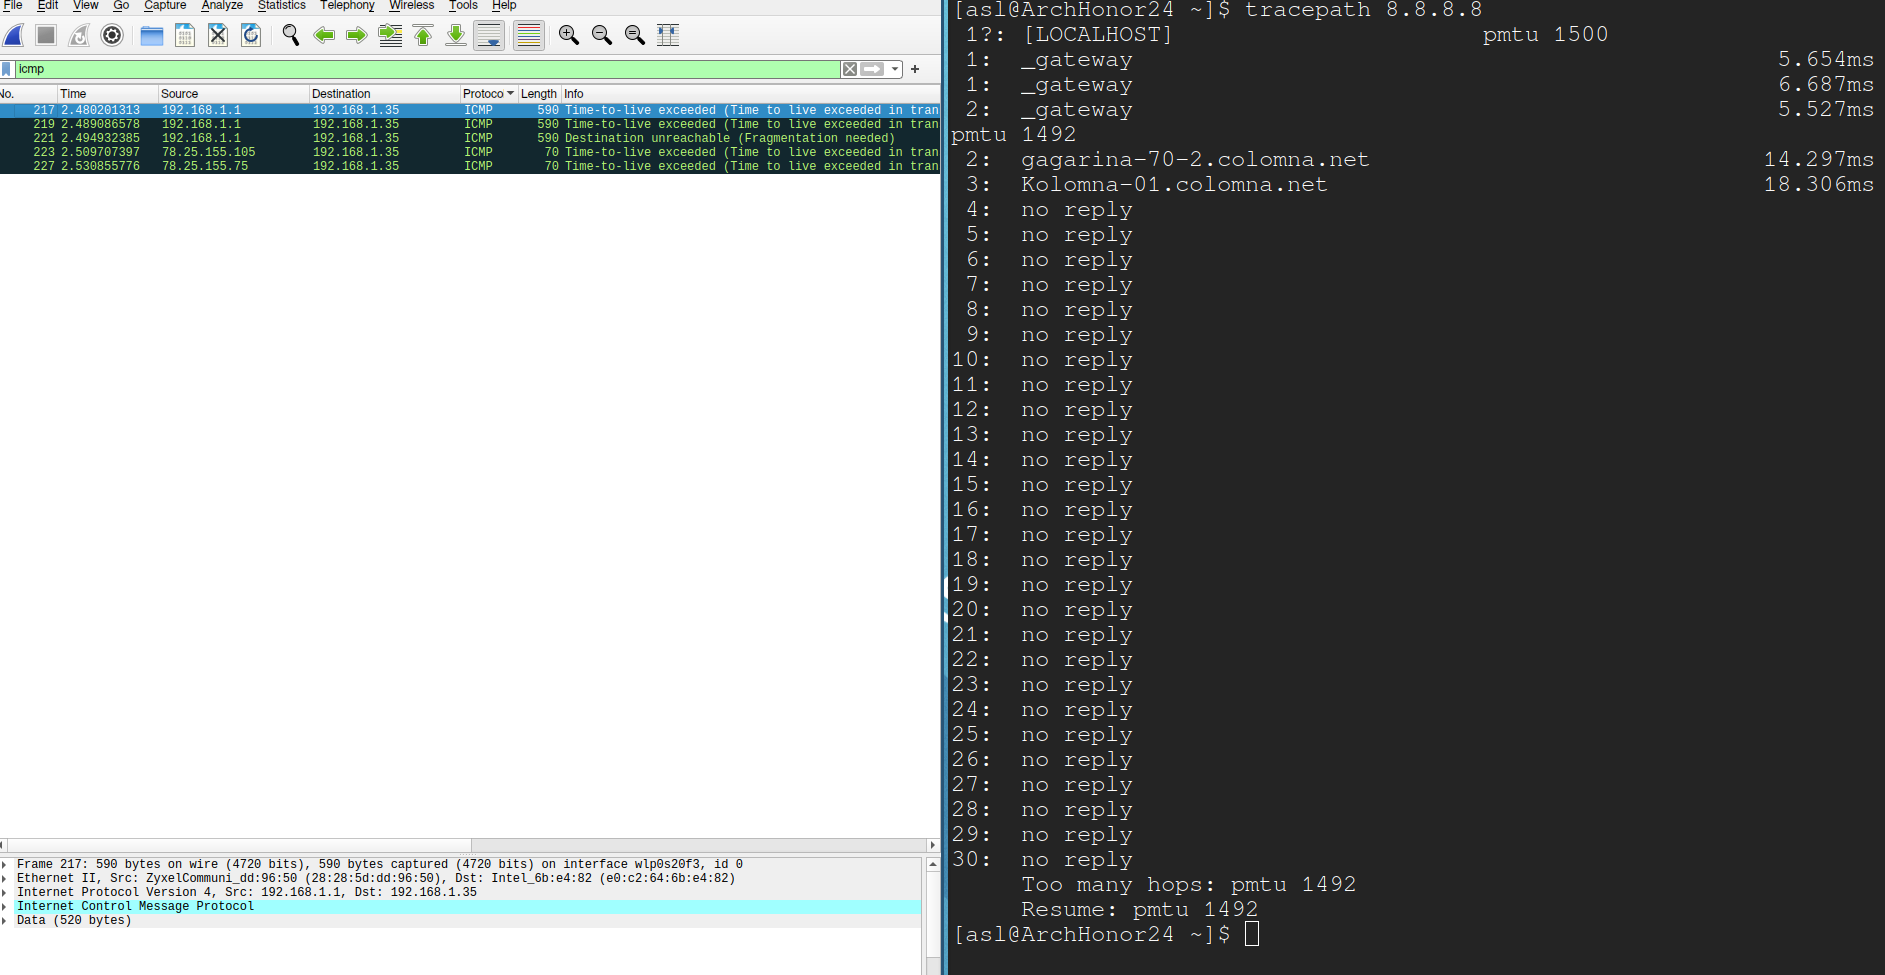 File Edit View Go Capture Analyze Statistics Telephony Wireless Tools Help
icmp
No. Time Source Destination Protoco Length Info
217 2.480201313 192.168.1.1 192.168.1.35 ICMP 590 Time-to-live exceeded (Time to live exceeded in tran
219 2.489086578 192.168.1.1 192.168.1.35 ICMP 590 Time-to-live exceeded (Time to live exceeded in tran
221 2.494932385 192.168.1.1 192.168.1.35 ICMP 590 Destination unreachable (Fragmentation needed)
223 2.509707397 78.25.155.105 192.168.1.35 ICMP 70 Time-to-live exceeded (Time to live exceeded in tran
227 2.530855776 78.25.155.75 192.168.1.35 ICMP 70 Time-to-live exceeded (Time to live exceeded in tran
Frame 217: 590 bytes on wire (4720 bits), 590 bytes captured (4720 bits) on interface wlp0s20f3, id 0
Ethernet II, Src: ZyxelCommuni_dd:96:50 (28:28:5d:dd:96:50), Dst: Intel_6b:e4:82 (e0:c2:64:6b:e4:82)
Internet Protocol Version 4, Src: 192.168.1.1, Dst: 192.168.1.35
Internet Control Message Protocol
Data (520 bytes)
[asl@ArchHonor24 ~]$ tracepath 8.8.8.8
1?: [LOCALHOST] pmtu 1500
1: _gateway 5.654ms
1: _gateway 6.687ms
2: _gateway 5.527ms
pmtu 1492
2: gagarina-70-2.colomna.net 14.297ms
3: Kolomna-01.colomna.net 18.306ms
4: no reply
5: no reply
6: no reply
7: no reply
8: no reply
9: no reply
10: no reply
11: no reply
12: no reply
13: no reply
14: no reply
15: no reply
16: no reply
17: no reply
18: no reply
19: no reply
20: no reply
21: no reply
22: no reply
23: no reply
24: no reply
25: no reply
26: no reply
27: no reply
28: no reply
29: no reply
30: no reply
Too many hops: pmtu 1492
Resume: pmtu 1492
[asl@ArchHonor24 ~]$